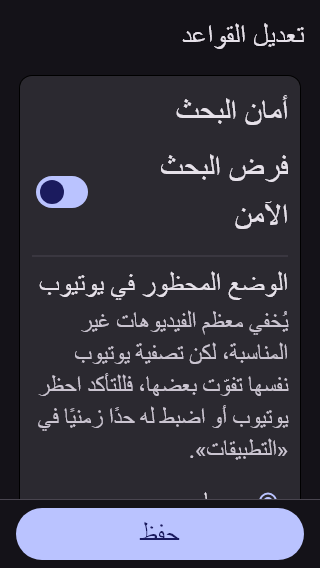 تعديل القواعد
أمان البحث
فرض البحث
الآمن
الوضع المحظور في يوتيوب
يُخفي معظم الفيديوهات غير
المناسبة، لكن تصفية يوتيوب
نفسها تفوّت بعضها، فللتأكد احظر
يوتيوب أو اضبط له حدًا زمنيًا في
«التطبيقات».
حفظ